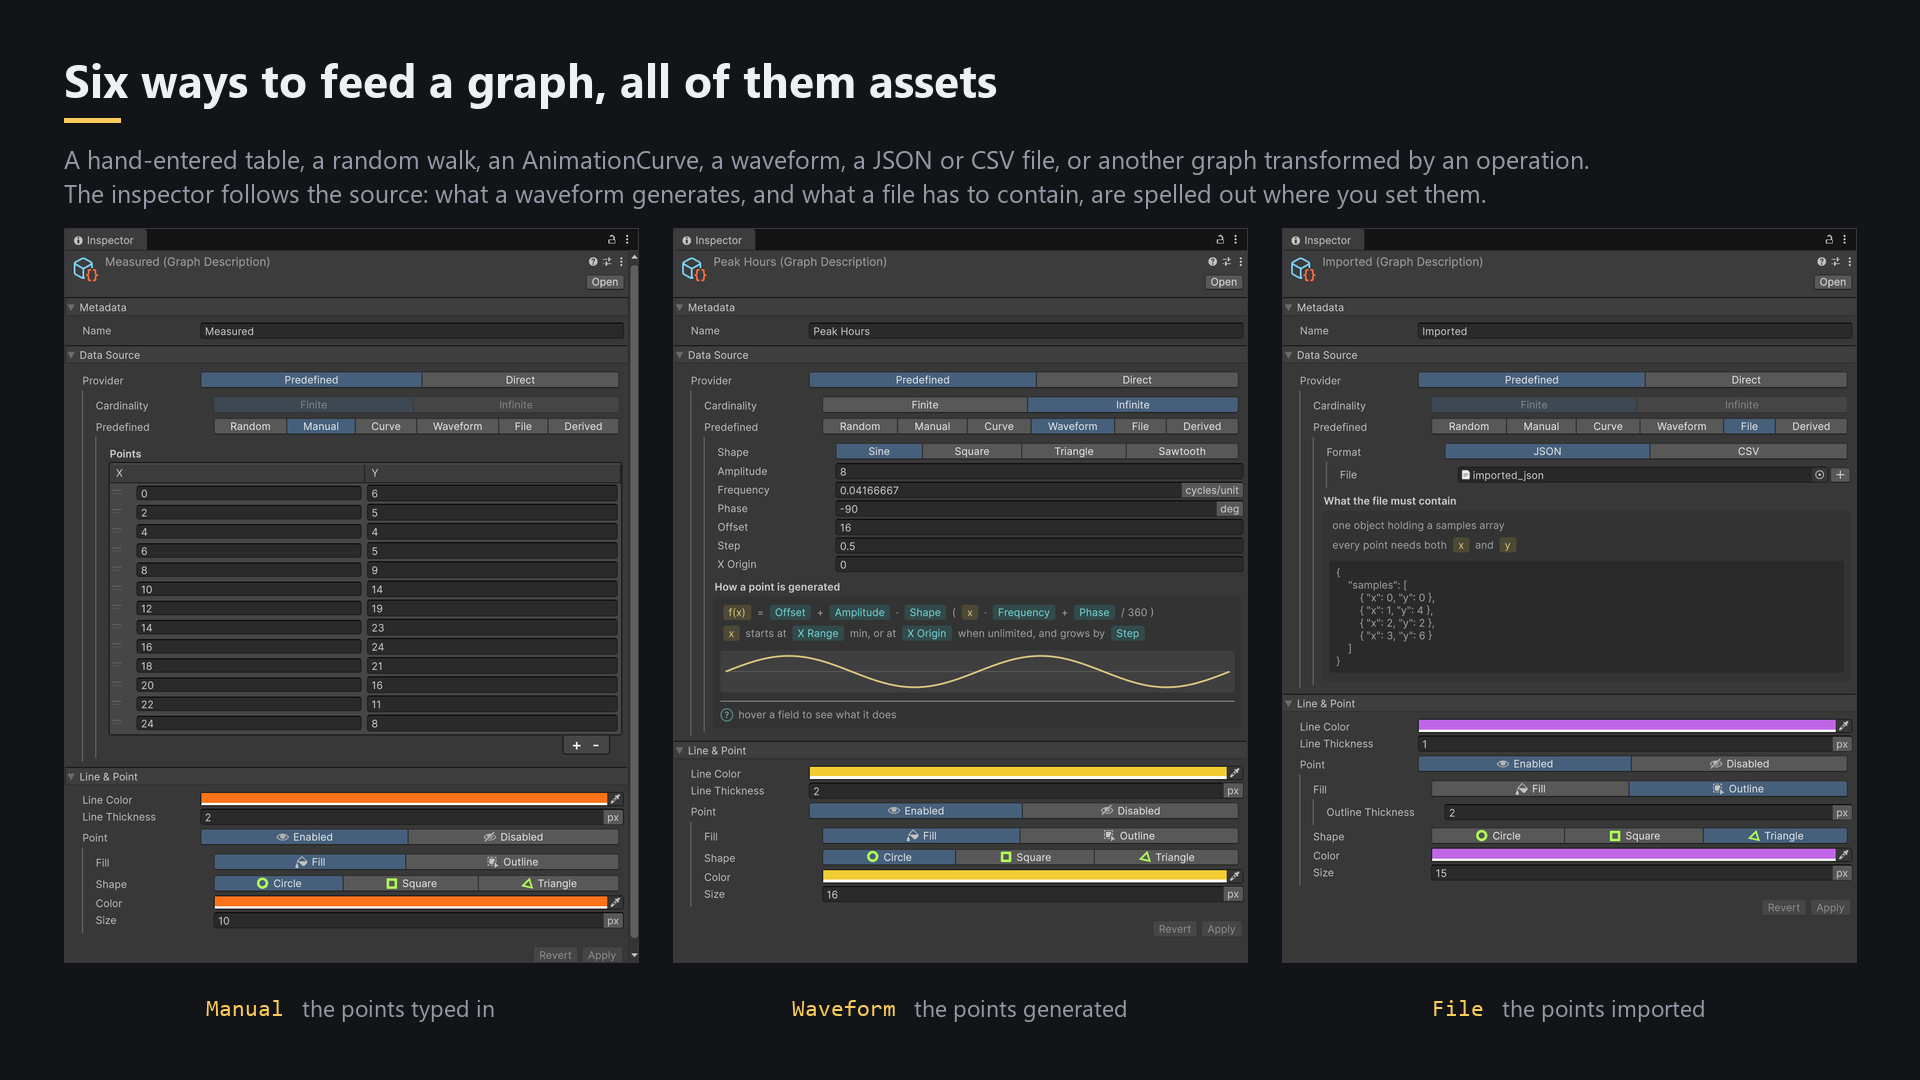 Six ways to feed a graph, all of them assets
A hand-entered table, a random walk, an AnimationCurve, a waveform, a JSON or CSV file, or another graph transformed by an operation.
The inspector follows the source: what a waveform generates, and what a file has to contain, are spelled out where you set them.
Inspector
Measured (Graph Description)
Open
Metadata
Name Measured
Data Source
Provider Predefined Direct
Cardinality Finite Infinite
Predefined Random Manual Curve Waveform File Derived
Points
X Y
0 6
2 5
4 4
6 5
8 9
10 14
12 19
14 23
16 24
18 21
20 16
22 11
24 8
+ -
Line & Point
Line Color
Line Thickness 2 px
Point Enabled Disabled
Fill Fill Outline
Shape Circle Square Triangle
Color
Size 10 px
Revert Apply
Manual the points typed in
Inspector
Peak Hours (Graph Description)
Open
Metadata
Name Peak Hours
Data Source
Provider Predefined Direct
Cardinality Finite Infinite
Predefined Random Manual Curve Waveform File Derived
Shape Sine Square Triangle Sawtooth
Amplitude 8
Frequency 0.04166667 cycles/unit
Phase -90 deg
Offset 16
Step 0.5
X Origin 0
How a point is generated
f(x) = Offset + Amplitude · Shape ( x · Frequency + Phase / 360 )
x starts at X Range min, or at X Origin when unlimited, and grows by Step
? hover a field to see what it does
Line & Point
Line Color
Line Thickness 2 px
Point Enabled Disabled
Fill Fill Outline
Shape Circle Square Triangle
Color
Size 16 px
Revert Apply
Waveform the points generated
Inspector
Imported (Graph Description)
Open
Metadata
Name Imported
Data Source
Provider Predefined Direct
Cardinality Finite Infinite
Predefined Random Manual Curve Waveform File Derived
Format JSON CSV
File imported_json +
What the file must contain
one object holding a samples array
every point needs both x and y
{
"samples": [
{ "x": 0, "y": 0 },
{ "x": 1, "y": 4 },
{ "x": 2, "y": 2 },
{ "x": 3, "y": 6 }
]
}
Line & Point
Line Color
Line Thickness 1 px
Point Enabled Disabled
Fill Fill Outline
Outline Thickness 2 px
Shape Circle Square Triangle
Color
Size 15 px
Revert Apply
File the points imported